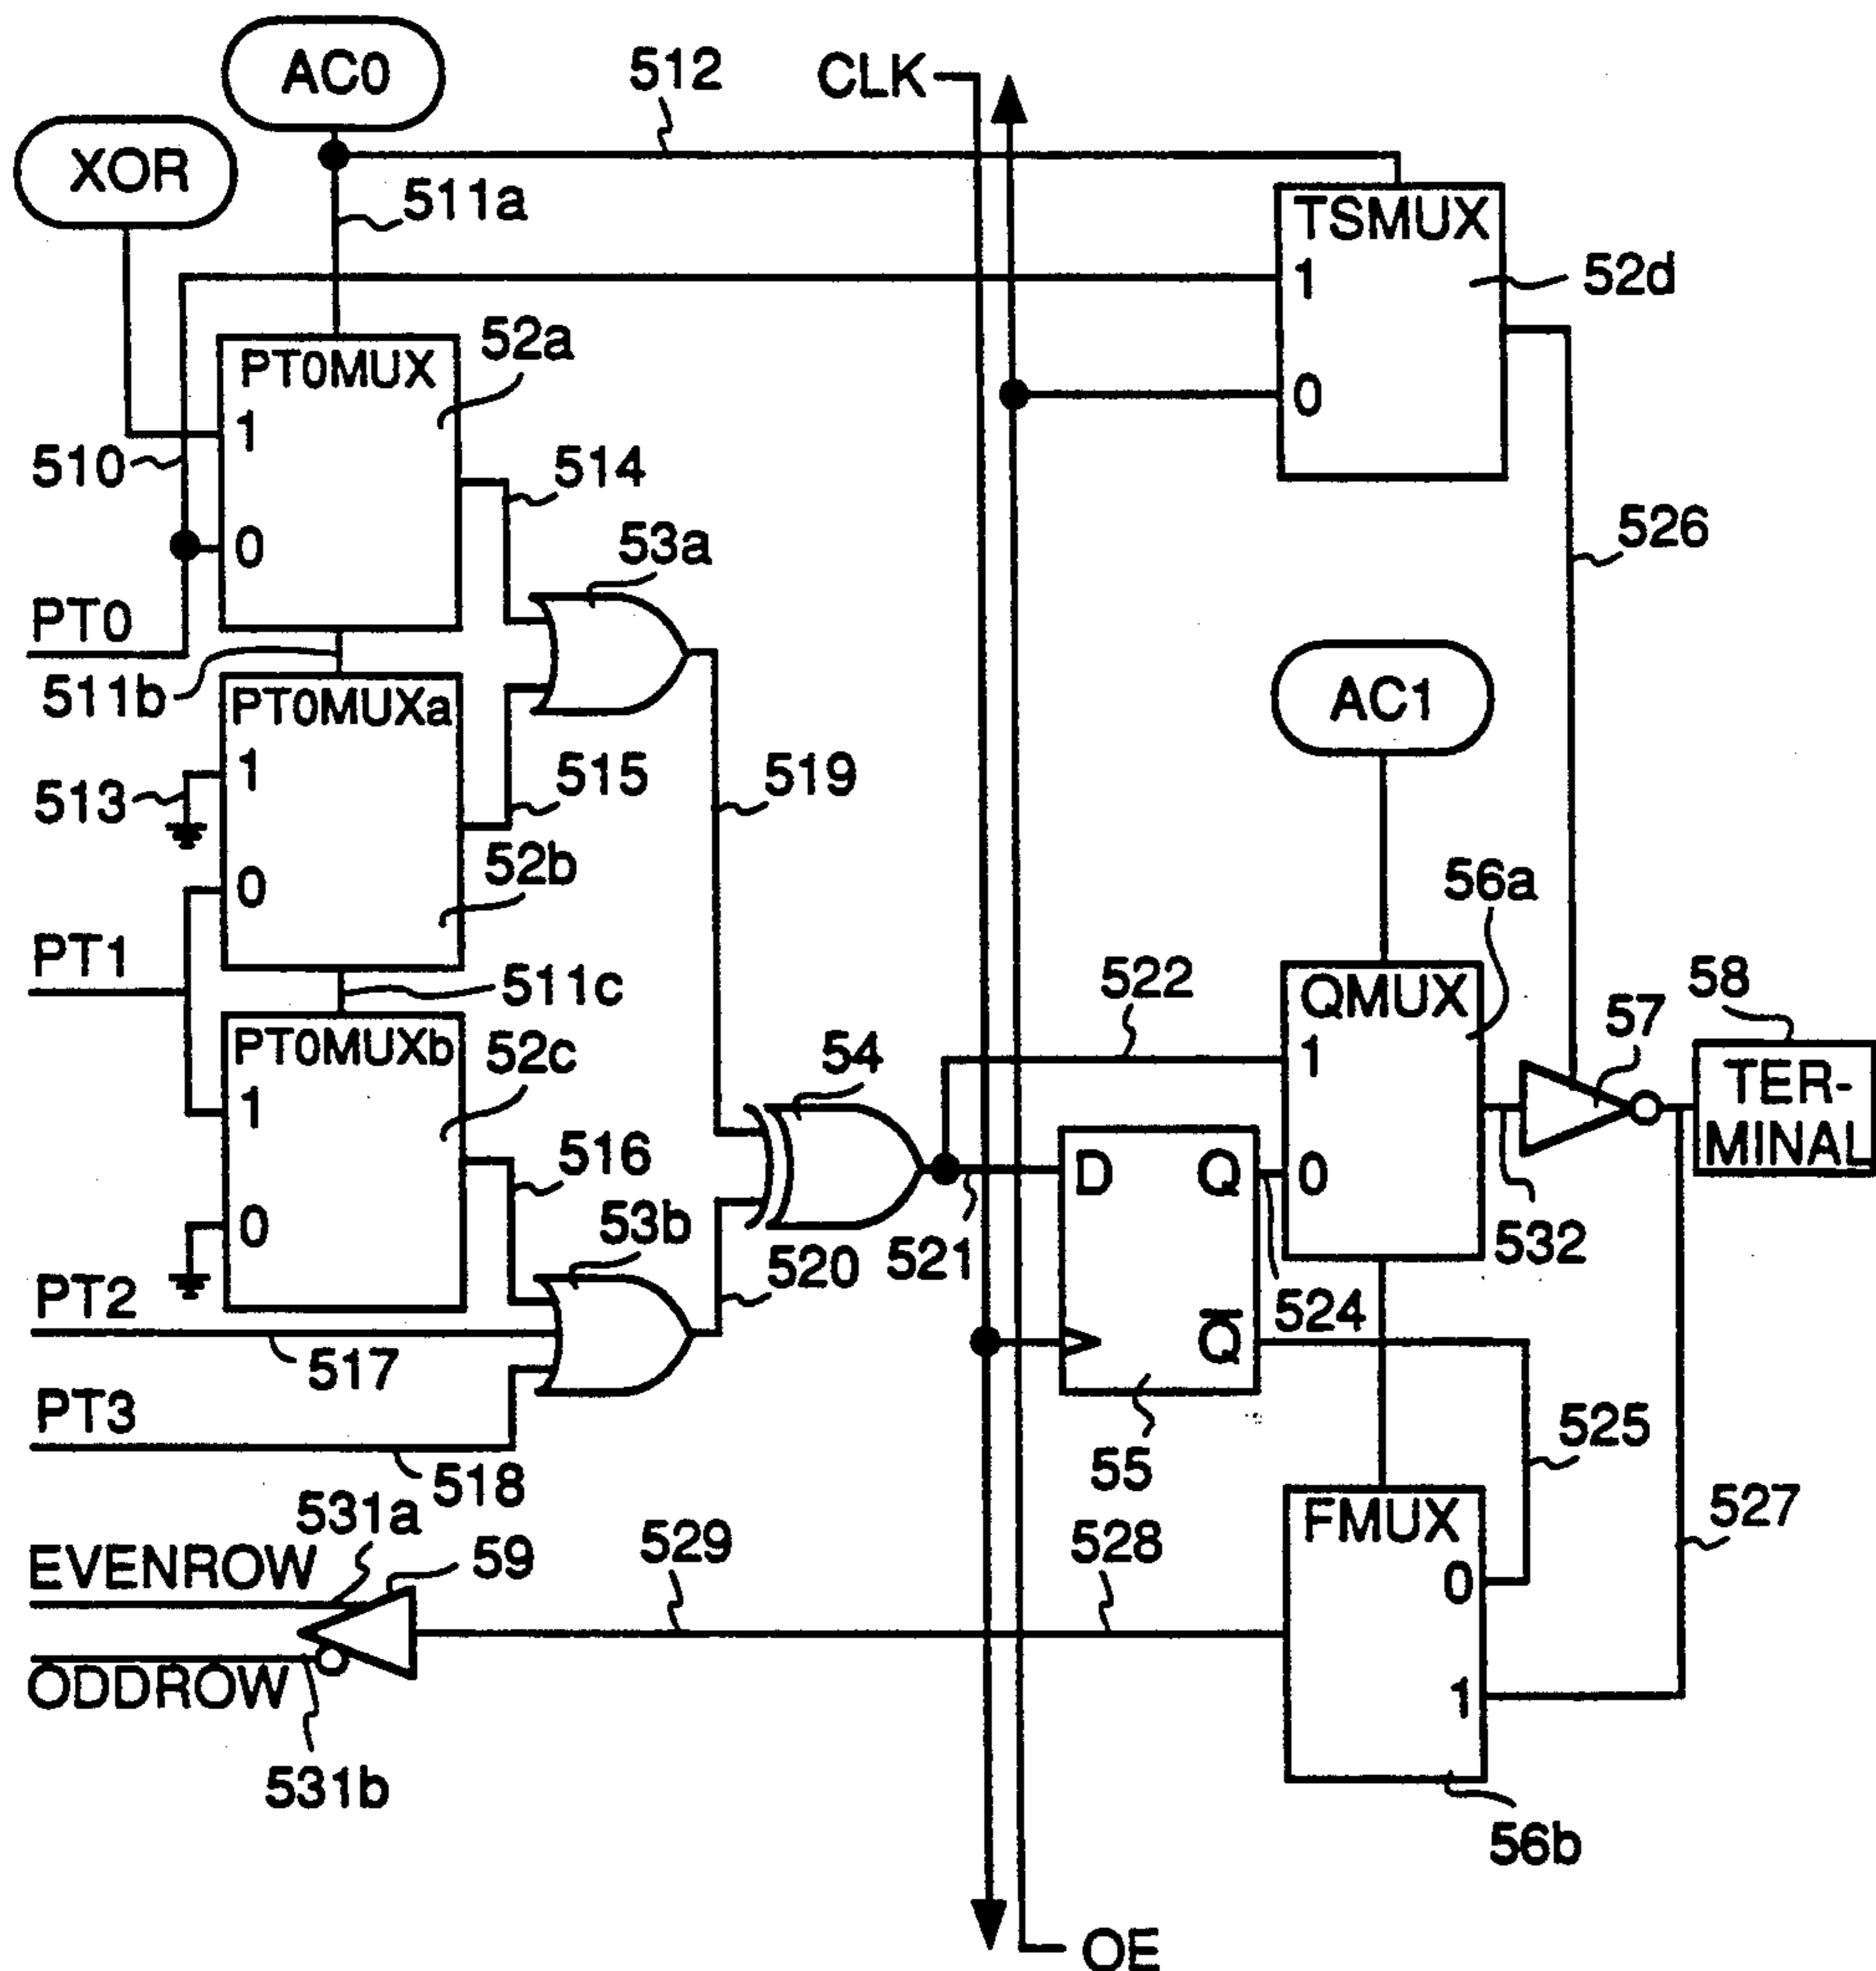 AC0
512
CLK
XOR
511a
TSMUX
1
52d
52a
PT0MUX
1
0
510
514
0
53a
526
PT0
511b
PT0MUXa
1
AC1
513
515
519
52b
0
56a
PT1
511c
522
QMUX
58
57
PT0MUXb
52c
54
1
TER-
MINAL
1
516
D
Q
0
53b
532
0
520
521
PT2
524
517
Q̅
PT3
525
518
55
531a
FMUX
527
EVENROW
59
529
528
0
ODDROW
1
531b
56b
OE